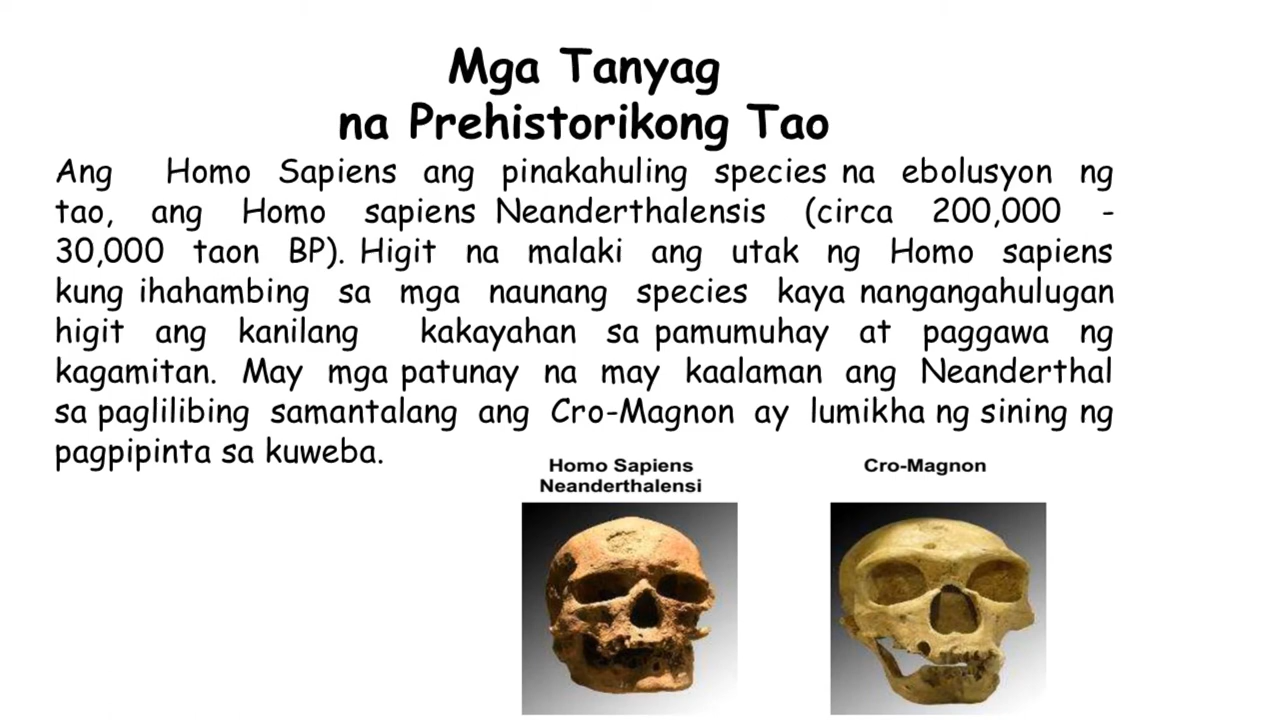 Mga Tanyag
na Prehistorikong Tao
Ang Homo Sapiens ang pinakahuling species na ebolusyon ng
tao, ang Homo sapiens Neanderthalensis (circa 200,000 -
30,000 taon BP). Higit na malaki ang utak ng Homo sapiens
kung ihahambing sa mga naunang species kaya nangangahulugan
higit ang kanilang kakayahan sa pamumuhay at paggawa ng
kagamitan. May mga patunay na may kaalaman ang Neanderthal
sa paglilibing samantalang ang Cro-Magnon ay lumikha ng sining ng
pagpipinta sa kuweba.
Homo Sapiens
Neanderthalensi
Cro-Magnon